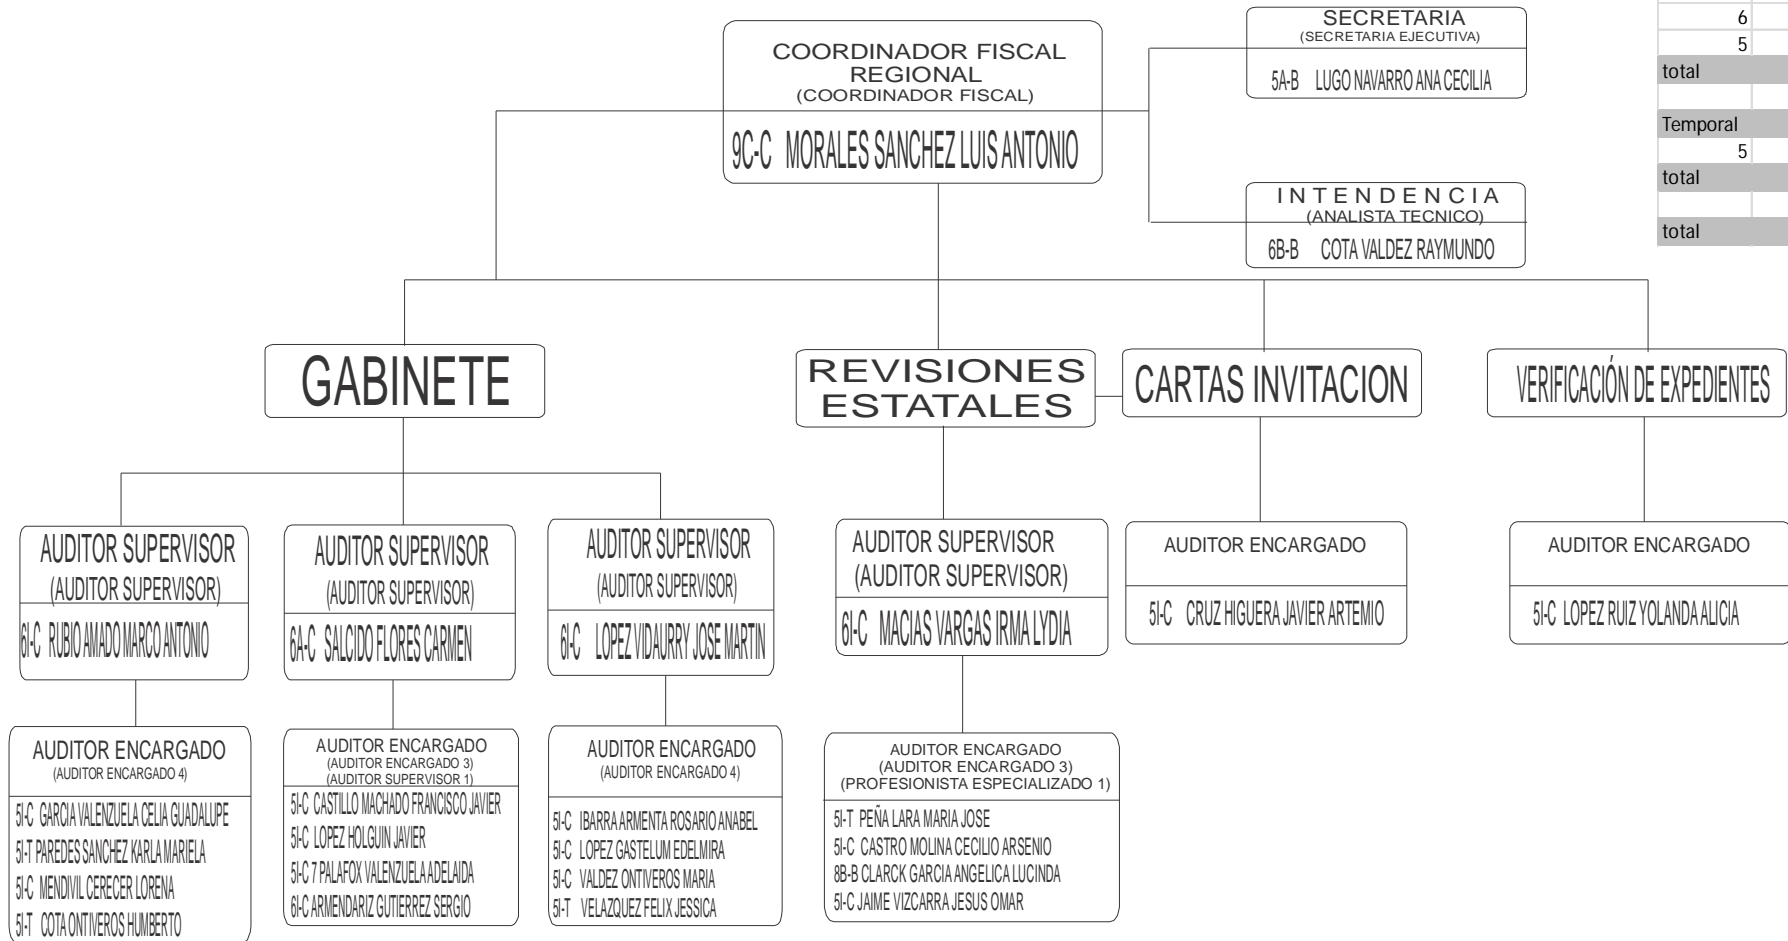 COORDINADOR FISCAL
REGIONAL
(COORDINADOR FISCAL)
9C-C MORALES SANCHEZ LUIS ANTONIO
SECRETARIA
(SECRETARIA EJECUTIVA)
5A-B LUGO NAVARRO ANA CECILIA
INTENDENCIA
(ANALISTA TECNICO)
6B-B COTA VALDEZ RAYMUNDO
6
5
total
Temporal
5
total
total
GABINETE
REVISIONES
ESTATALES
CARTAS INVITACION
VERIFICACIÓN DE EXPEDIENTES
AUDITOR SUPERVISOR
(AUDITOR SUPERVISOR)
6I-C RUBIO AMADO MARCO ANTONIO
AUDITOR SUPERVISOR
(AUDITOR SUPERVISOR)
6A-C SALCIDO FLORES CARMEN
AUDITOR SUPERVISOR
(AUDITOR SUPERVISOR)
6I-C LOPEZ VIDAURRY JOSE MARTIN
AUDITOR SUPERVISOR
(AUDITOR SUPERVISOR)
6I-C MACIAS VARGAS IRMA LYDIA
AUDITOR ENCARGADO
5I-C CRUZ HIGUERA JAVIER ARTEMIO
AUDITOR ENCARGADO
5I-C LOPEZ RUIZ YOLANDA ALICIA
AUDITOR ENCARGADO
(AUDITOR ENCARGADO 4)
5I-C GARCIA VALENZUELA CELIA GUADALUPE
5I-T PAREDES SANCHEZ KARLA MARIELA
5I-C MENDIVIL CERECER LORENA
5I-T COTA ONTIVEROS HUMBERTO
AUDITOR ENCARGADO
(AUDITOR ENCARGADO 3)
(AUDITOR SUPERVISOR 1)
5I-C CASTILLO MACHADO FRANCISCO JAVIER
5I-C LOPEZ HOLGUIN JAVIER
5I-C 7 PALAFOX VALENZUELA ADELAIDA
6I-C ARMENDARIZ GUTIERREZ SERGIO
AUDITOR ENCARGADO
(AUDITOR ENCARGADO 4)
5I-C IBARRA ARMENTA ROSARIO ANABEL
5I-C LOPEZ GASTELUM EDELMIRA
5I-C VALDEZ ONTIVEROS MARIA
5I-T VELAZQUEZ FELIX JESSICA
AUDITOR ENCARGADO
(AUDITOR ENCARGADO 3)
(PROFESIONISTA ESPECIALIZADO 1)
5I-T PEÑA LARA MARIA JOSE
5I-C CASTRO MOLINA CECILIO ARSENIO
8B-B CLARCK GARCIA ANGELICA LUCINDA
5I-C JAIME VIZCARRA JESUS OMAR